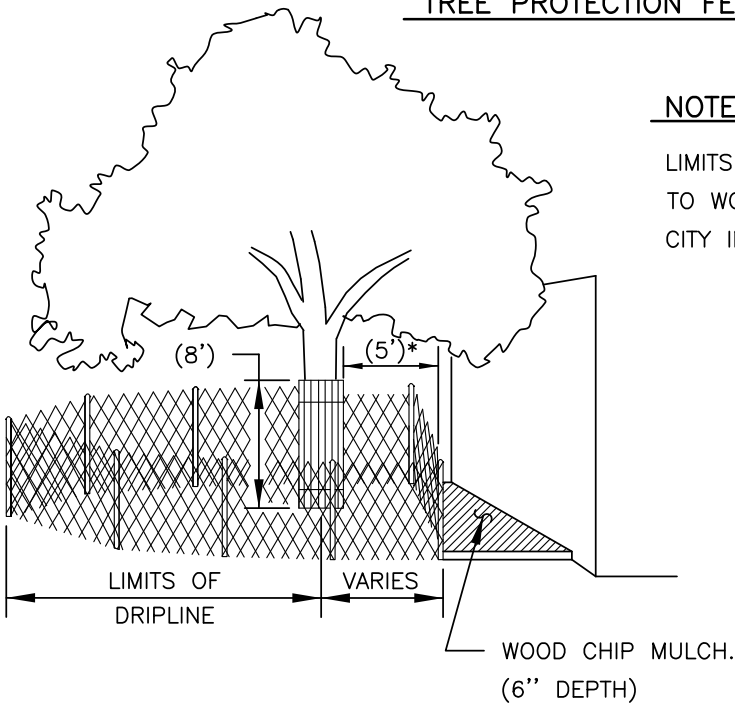 TREE PROTECTION FE
NOTE
LIMITS
TO WO
CITY I
(8')
(5')*
LIMITS OF
DRIPLINE
VARIES
WOOD CHIP MULCH.
(6'' DEPTH)